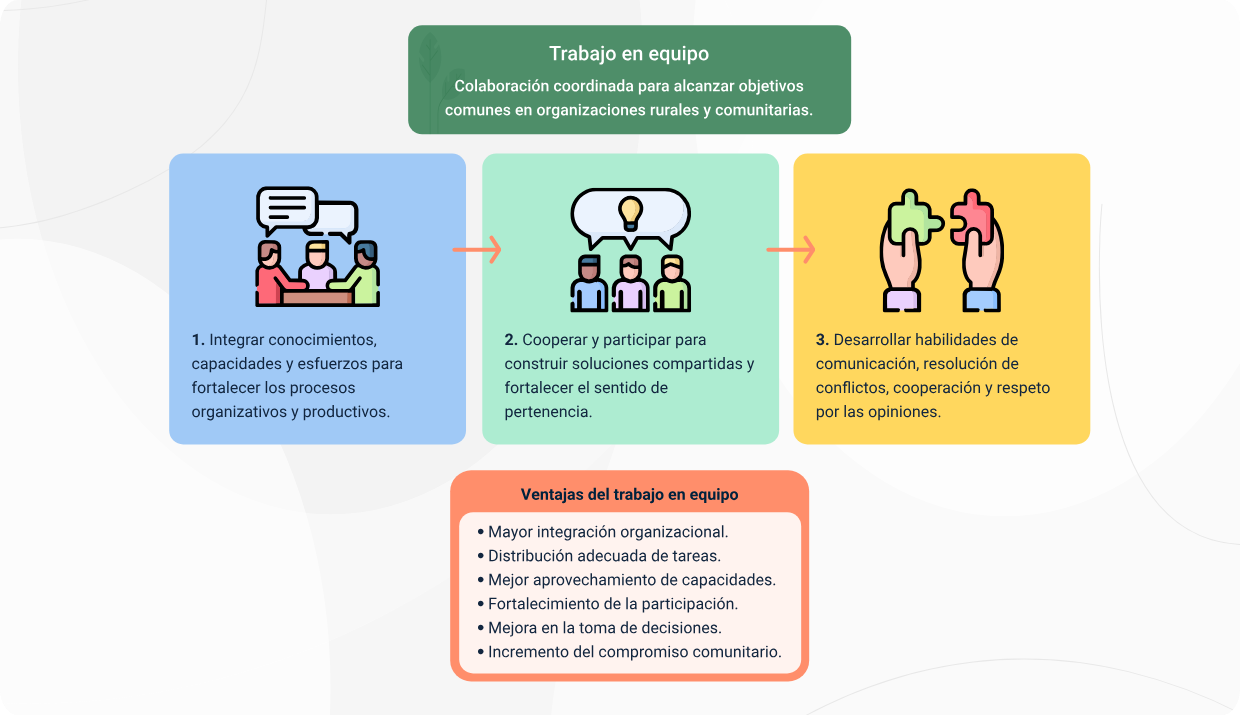 Trabajo en equipo
Colaboración coordinada para alcanzar objetivos
comunes en organizaciones rurales y comunitarias.
1. Integrar conocimientos,
capacidades y esfuerzos para
fortalecer los procesos
organizativos y productivos.
2. Cooperar y participar para
construir soluciones compartidas y
fortalecer el sentido de
pertenencia.
3. Desarrollar habilidades de
comunicación, resolución de
conflictos, cooperación y respeto
por las opiniones.
Ventajas del trabajo en equipo
• Mayor integración organizacional.
• Distribución adecuada de tareas.
• Mejor aprovechamiento de capacidades.
• Fortalecimiento de la participación.
• Mejora en la toma de decisiones.
• Incremento del compromiso comunitario.